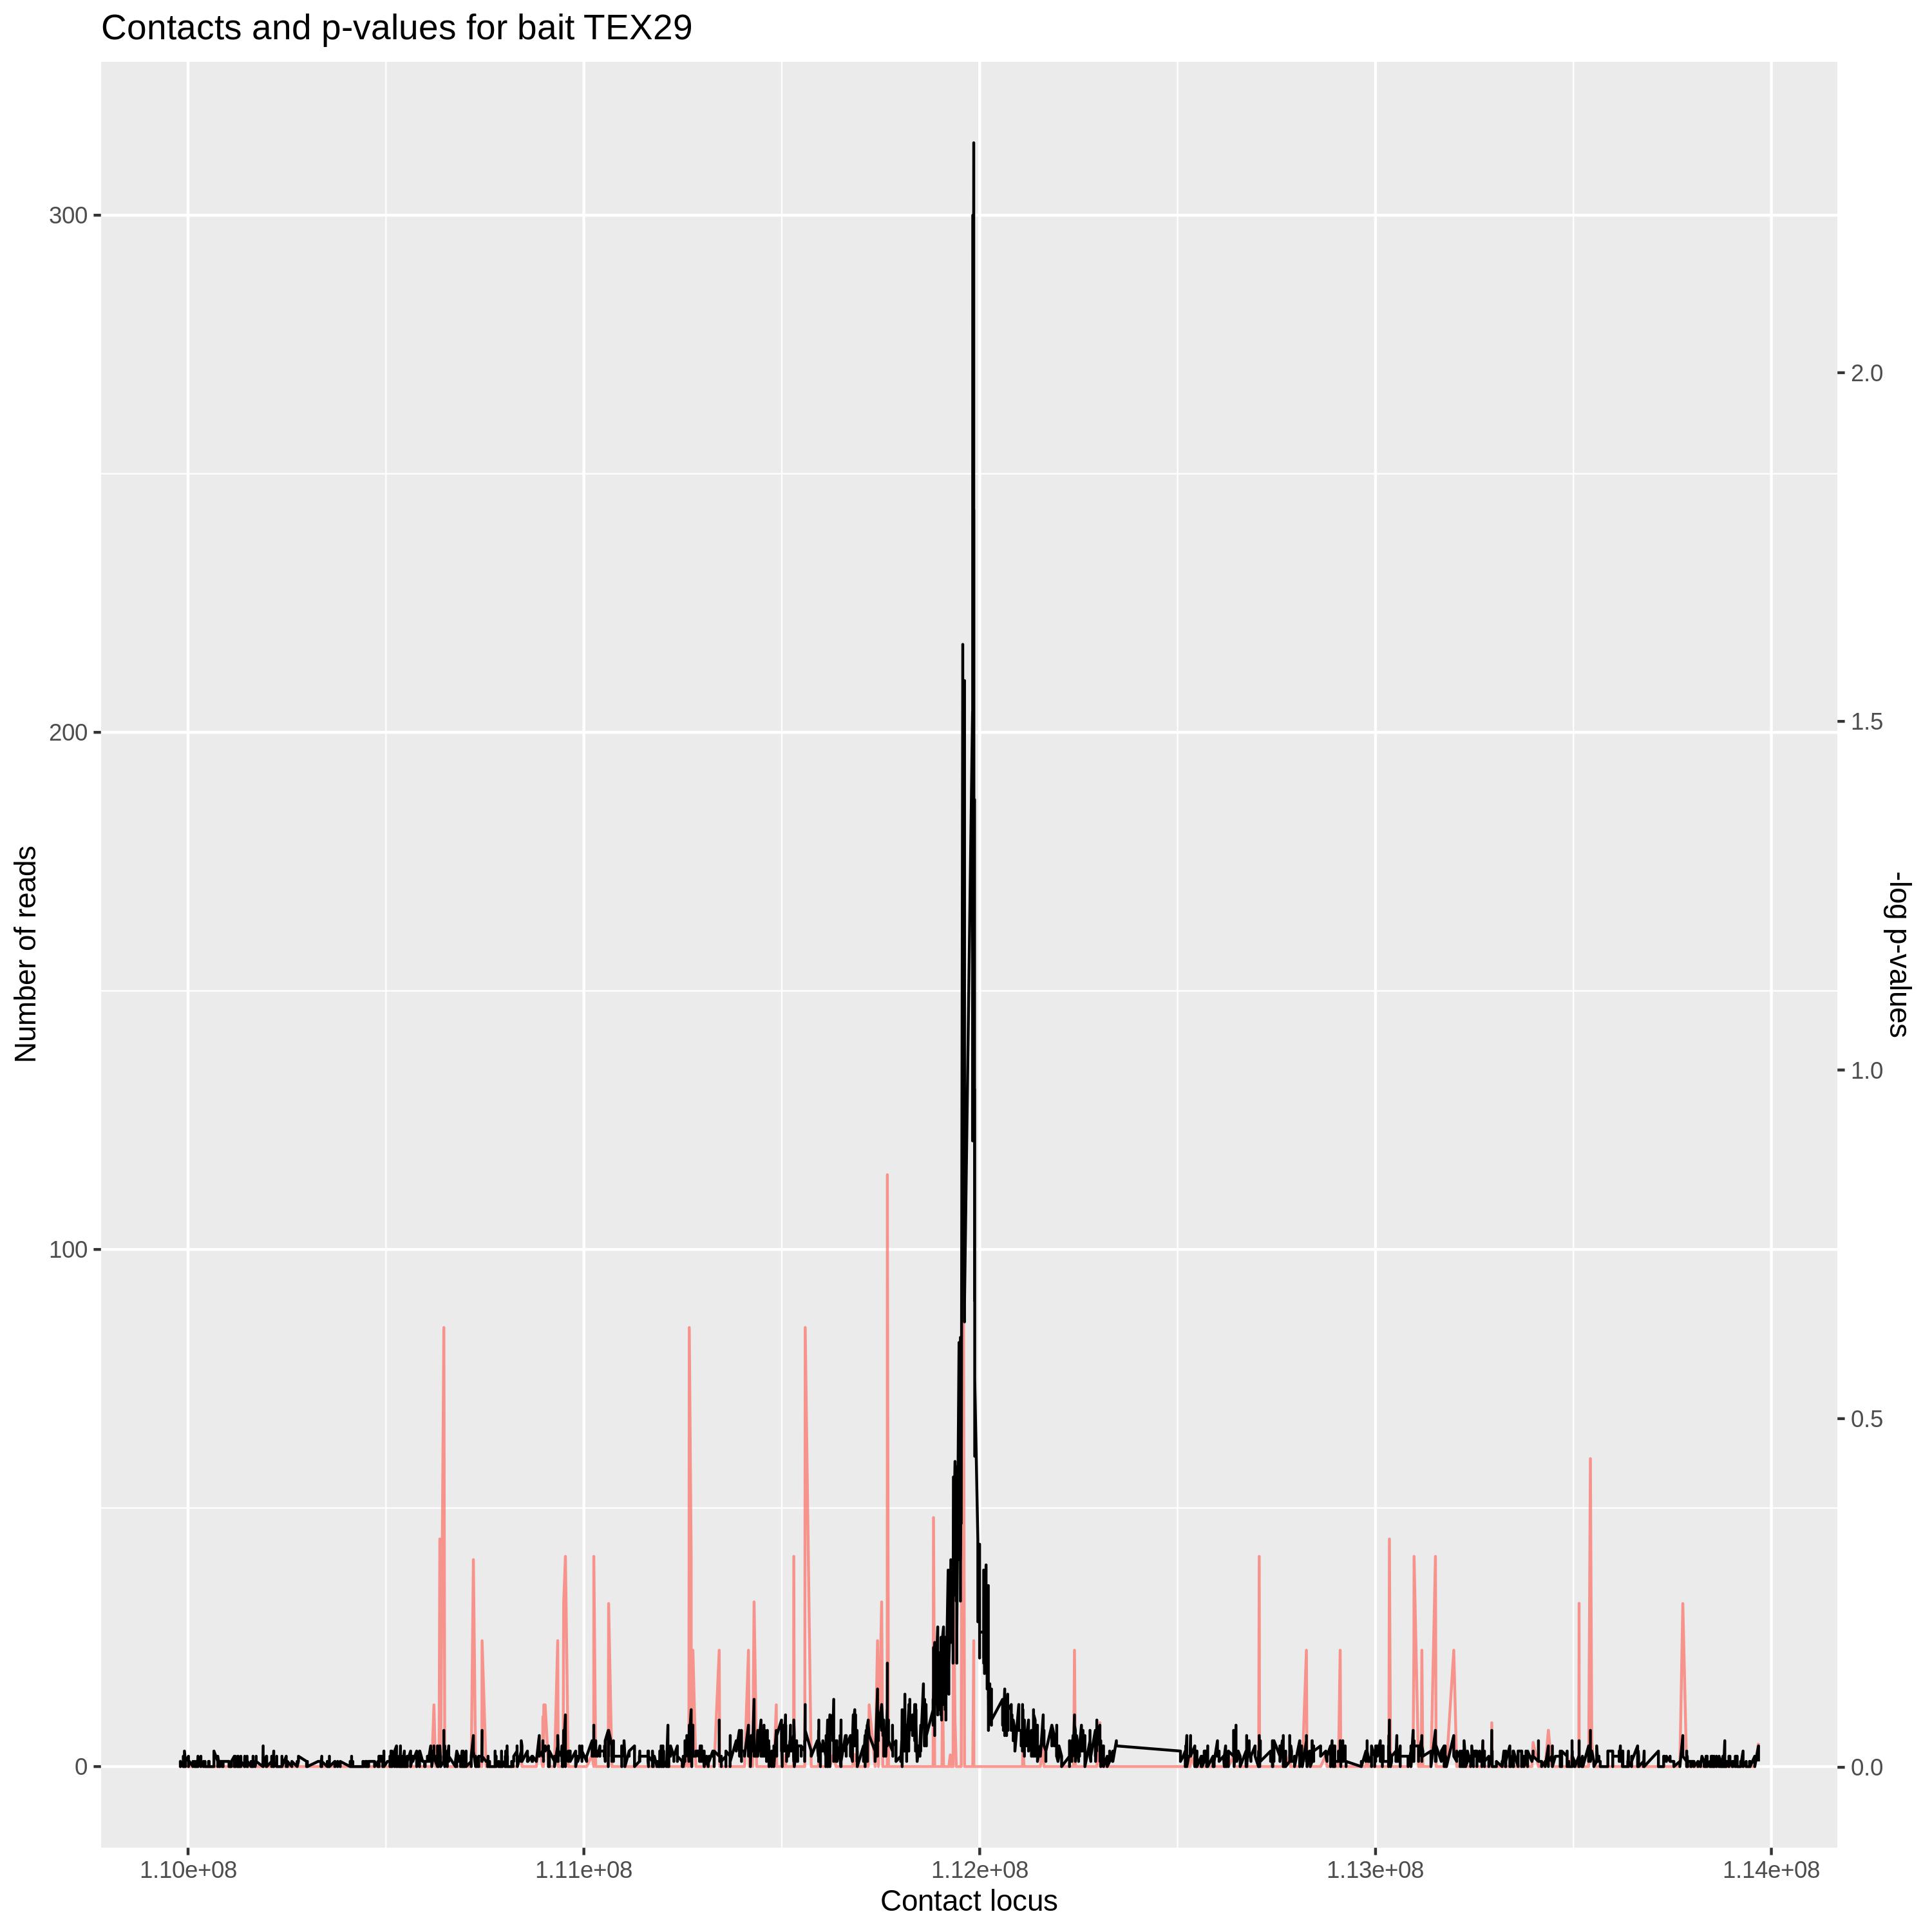 Contacts and p-values for bait TEX29
300
200
100
0
Number of reads
2.0
1.5
1.0
0.5
0.0
-log p-values
1.10e+08
1.11e+08
1.12e+08
1.13e+08
1.14e+08
Contact locus